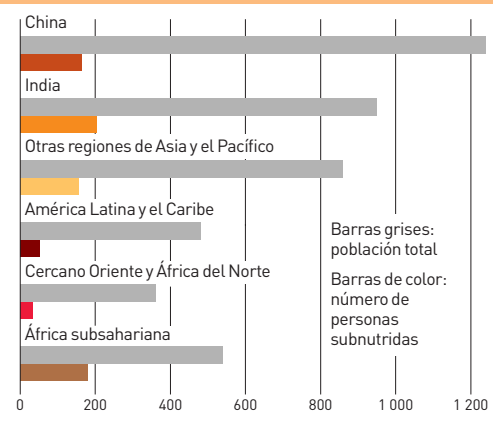 China
India
Otras regiones de Asia y el Pacífico
América Latina y el Caribe
Barras grises:
población total
Cercano Oriente y África del Norte
Barras de color:
número de
personas
subnutridas
África subsahariana
0 200 400 600 800 1 000 1 200